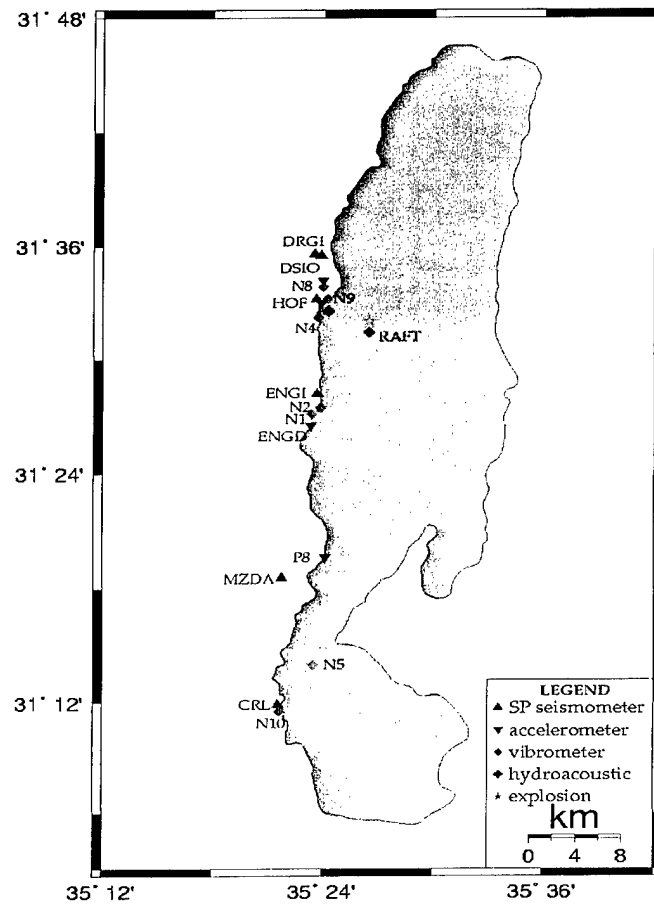 31° 48'
31° 36'
31° 24'
31° 12'
DRGI
DSIO
N8
N9
HOF
N4
RAFT
ENGI
N2
N1
ENGD
P8
MZDA
N5
CRL
N10
LEGEND
SP seismometer
accelerometer
vibrometer
hydroacoustic
explosion
km
0 4 8
35° 12' 35° 24' 35° 36'